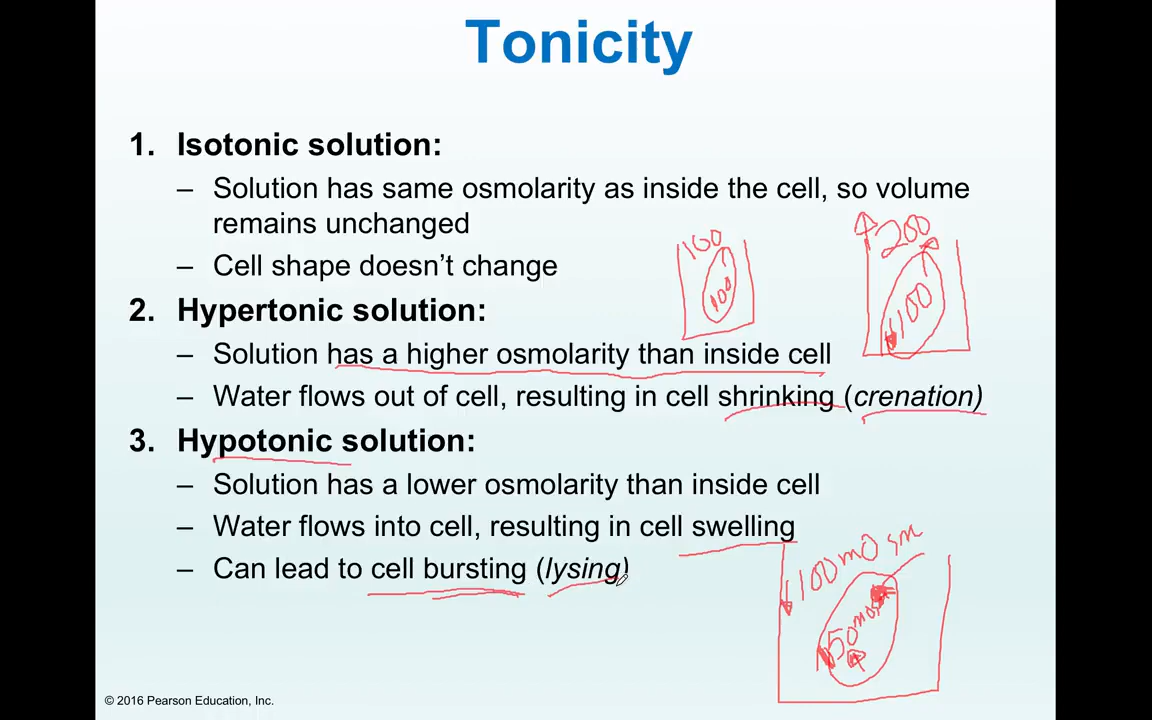 Tonicity
1. Isotonic solution:
– Solution has same osmolarity as inside the cell, so volume
remains unchanged
– Cell shape doesn't change
100
100
200
100
2. Hypertonic solution:
– Solution has a higher osmolarity than inside cell
– Water flows out of cell, resulting in cell shrinking (crenation)
3. Hypotonic solution:
– Solution has a lower osmolarity than inside cell
– Water flows into cell, resulting in cell swelling
– Can lead to cell bursting (lysing)
100 mOsm
© 2016 Pearson Education, Inc.